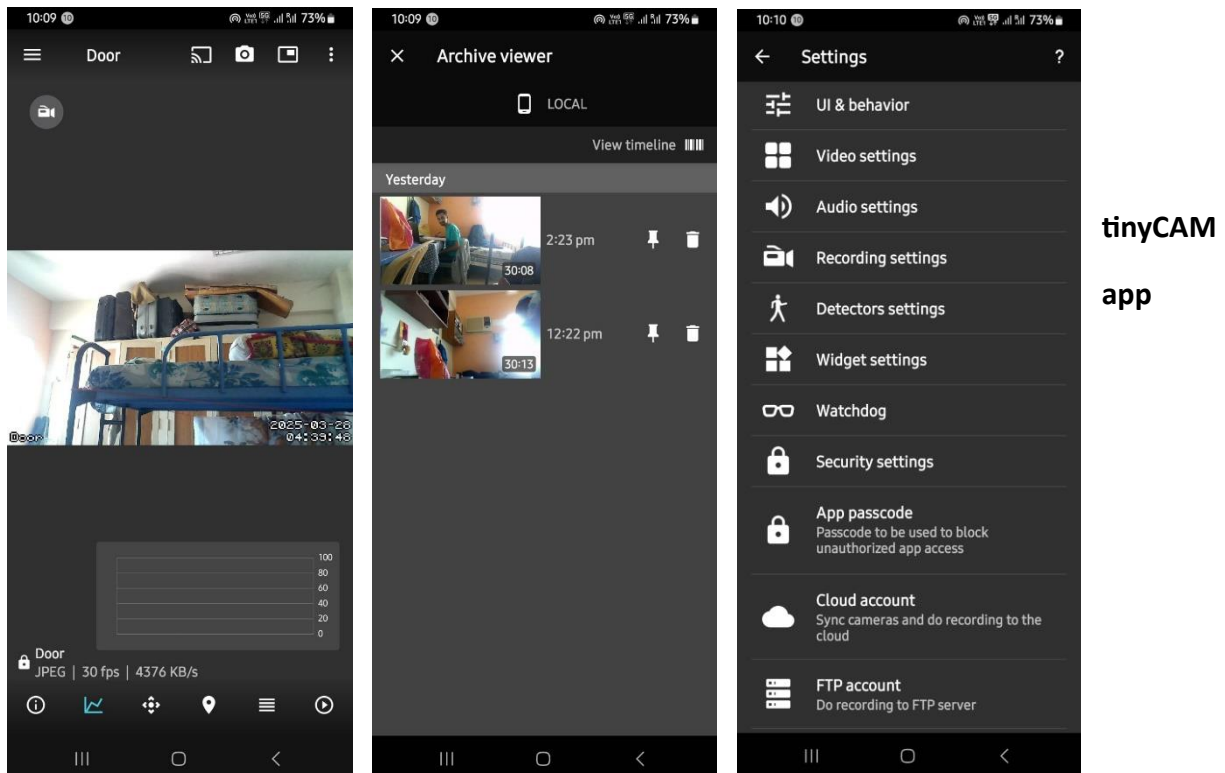 10:09
73%
Door
Door
2025-03-28
04:39:48
100
80
60
40
20
0
Door
JPEG | 30 fps | 4376 KB/s
10:09
73%
Archive viewer
LOCAL
View timeline
Yesterday
2:23 pm
30:08
12:22 pm
30:13
10:10
73%
Settings
?
UI & behavior
Video settings
Audio settings
Recording settings
Detectors settings
Widget settings
Watchdog
Security settings
App passcode
Passcode to be used to block
unauthorized app access
Cloud account
Sync cameras and do recording to the
cloud
FTP account
Do recording to FTP server
tinyCAM
app